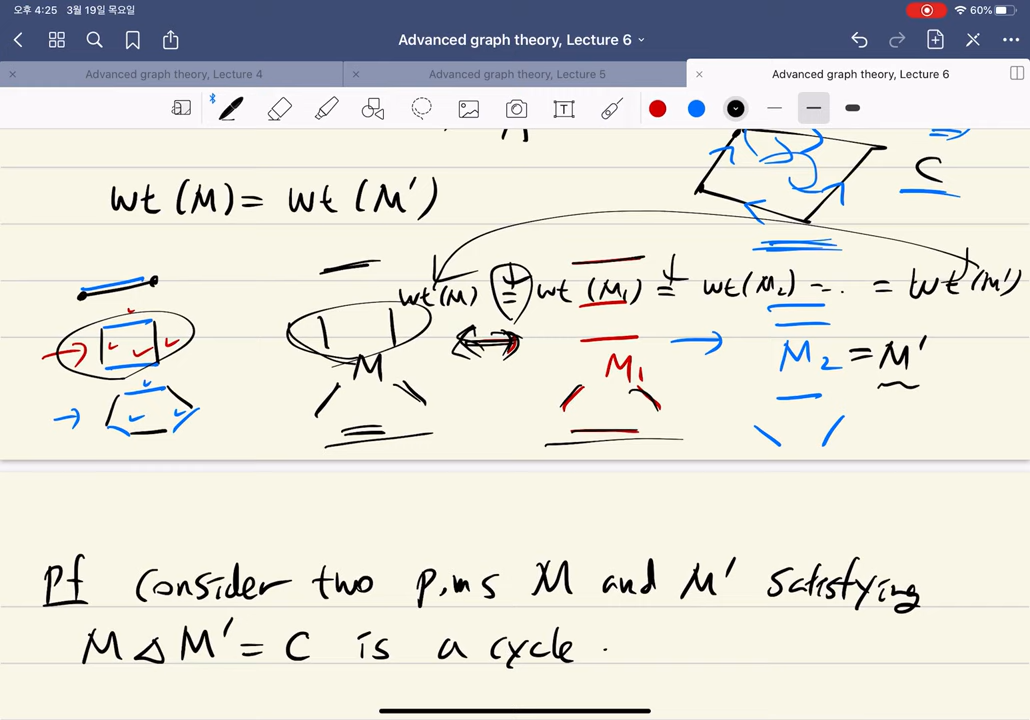 오후 4:25 3월 19일 목요일
60%
Advanced graph theory, Lecture 6
Advanced graph theory, Lecture 4
Advanced graph theory, Lecture 5
Advanced graph theory, Lecture 6
C
wt (M) = wt (M')
wt (M) = wt (M₁) = wt (M₂) = ... = wt (M')
M
M₁
M₂ = M'
Pf consider two p.ms M and M' satisfying
M △ M' = C is a cycle .